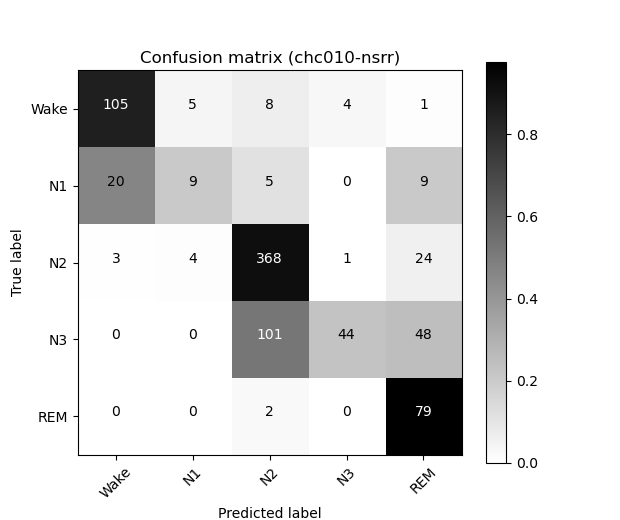 Confusion matrix (chc010-nsrr)
Wake 105 5 8 4 1
N1 20 9 5 0 9
N2 3 4 368 1 24
N3 0 0 101 44 48
REM 0 0 2 0 79
Wake N1 N2 N3 REM
Predicted label
True label
0.8
0.6
0.4
0.2
0.0